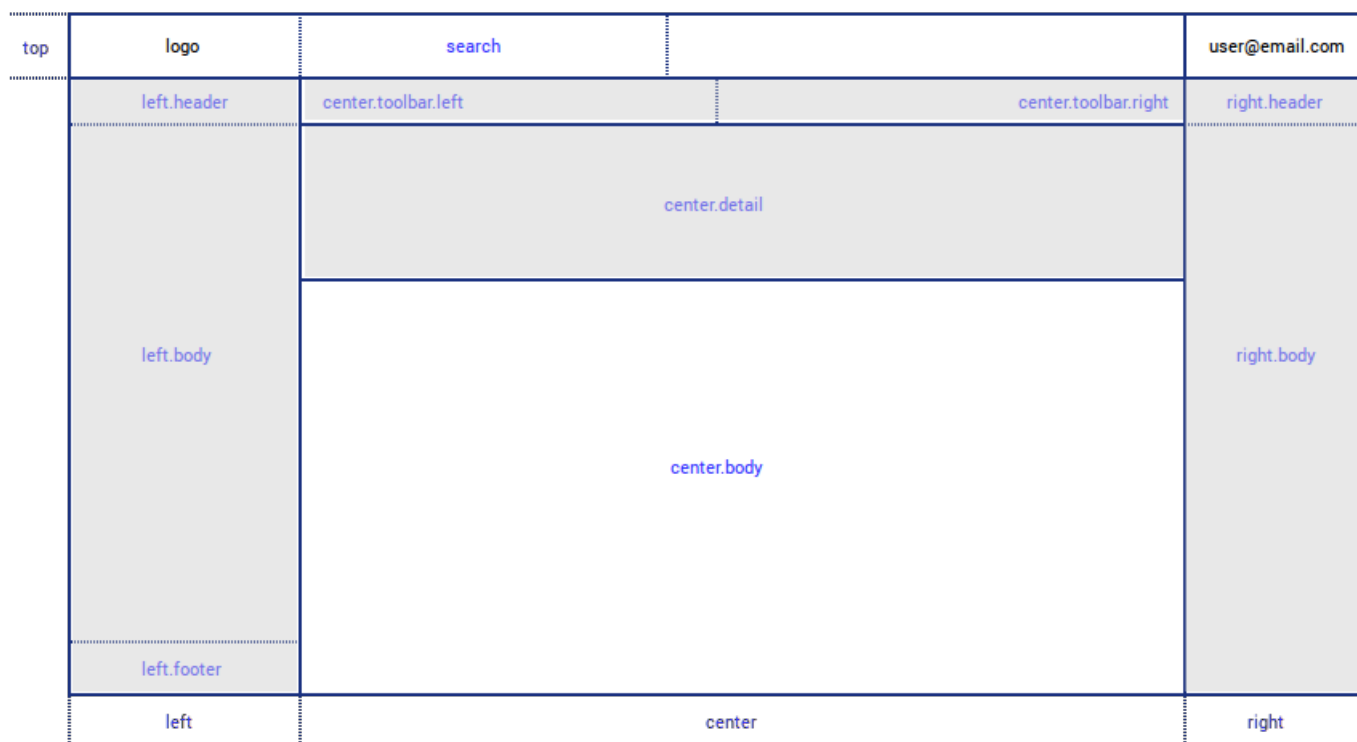 top
logo
search
user@email.com
left.header
center.toolbar.left
center.toolbar.right
right.header
center.detail
left.body
right.body
center.body
left.footer
left
center
right